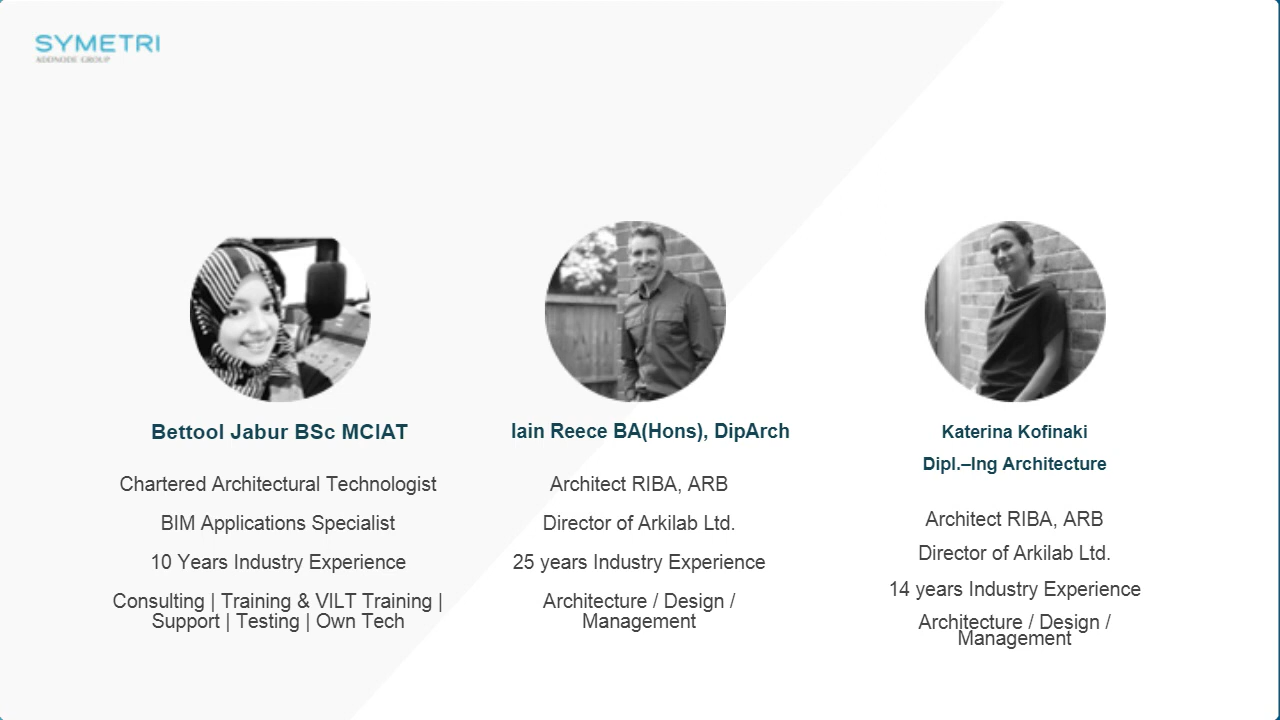 SYMETRI
ADDNODE GROUP
Bettool Jabur BSc MCIAT
Chartered Architectural Technologist
BIM Applications Specialist
10 Years Industry Experience
Consulting | Training & VILT Training |
Support | Testing | Own Tech
Iain Reece BA(Hons), DipArch
Architect RIBA, ARB
Director of Arkilab Ltd.
25 years Industry Experience
Architecture / Design /
Management
Katerina Kofinaki
Dipl.–Ing Architecture
Architect RIBA, ARB
Director of Arkilab Ltd.
14 years Industry Experience
Architecture / Design /
Management